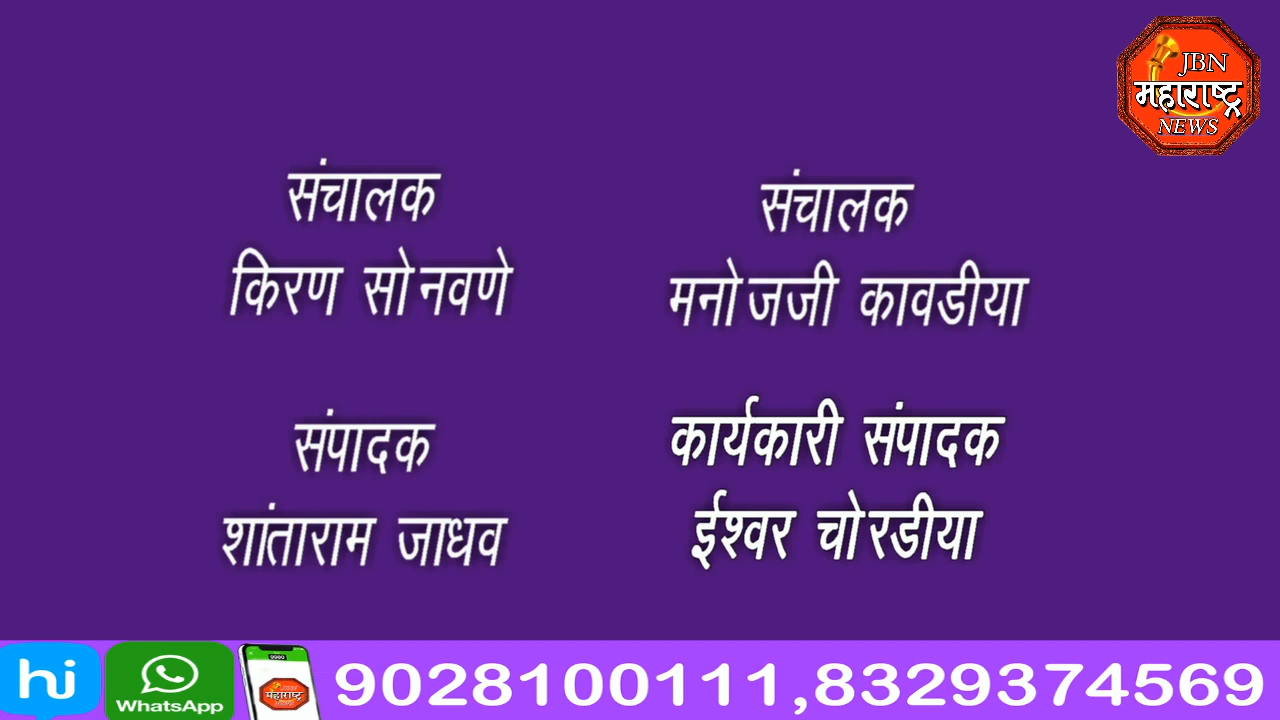 JBN
महाराष्ट्र
NEWS
संचालक
किरण सोनवणे
संचालक
मनोजजी कावडीया
संपादक
शांताराम जाधव
कार्यकारी संपादक
ईश्वर चोरडीया
hi
WhatsApp
महाराष्ट्र
9028100111,8329374569